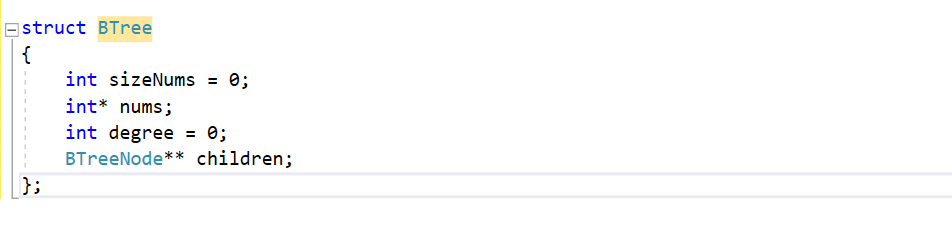 struct BTree
{
    int sizeNums = 0;
    int* nums;
    int degree = 0;
    BTreeNode** children;
};